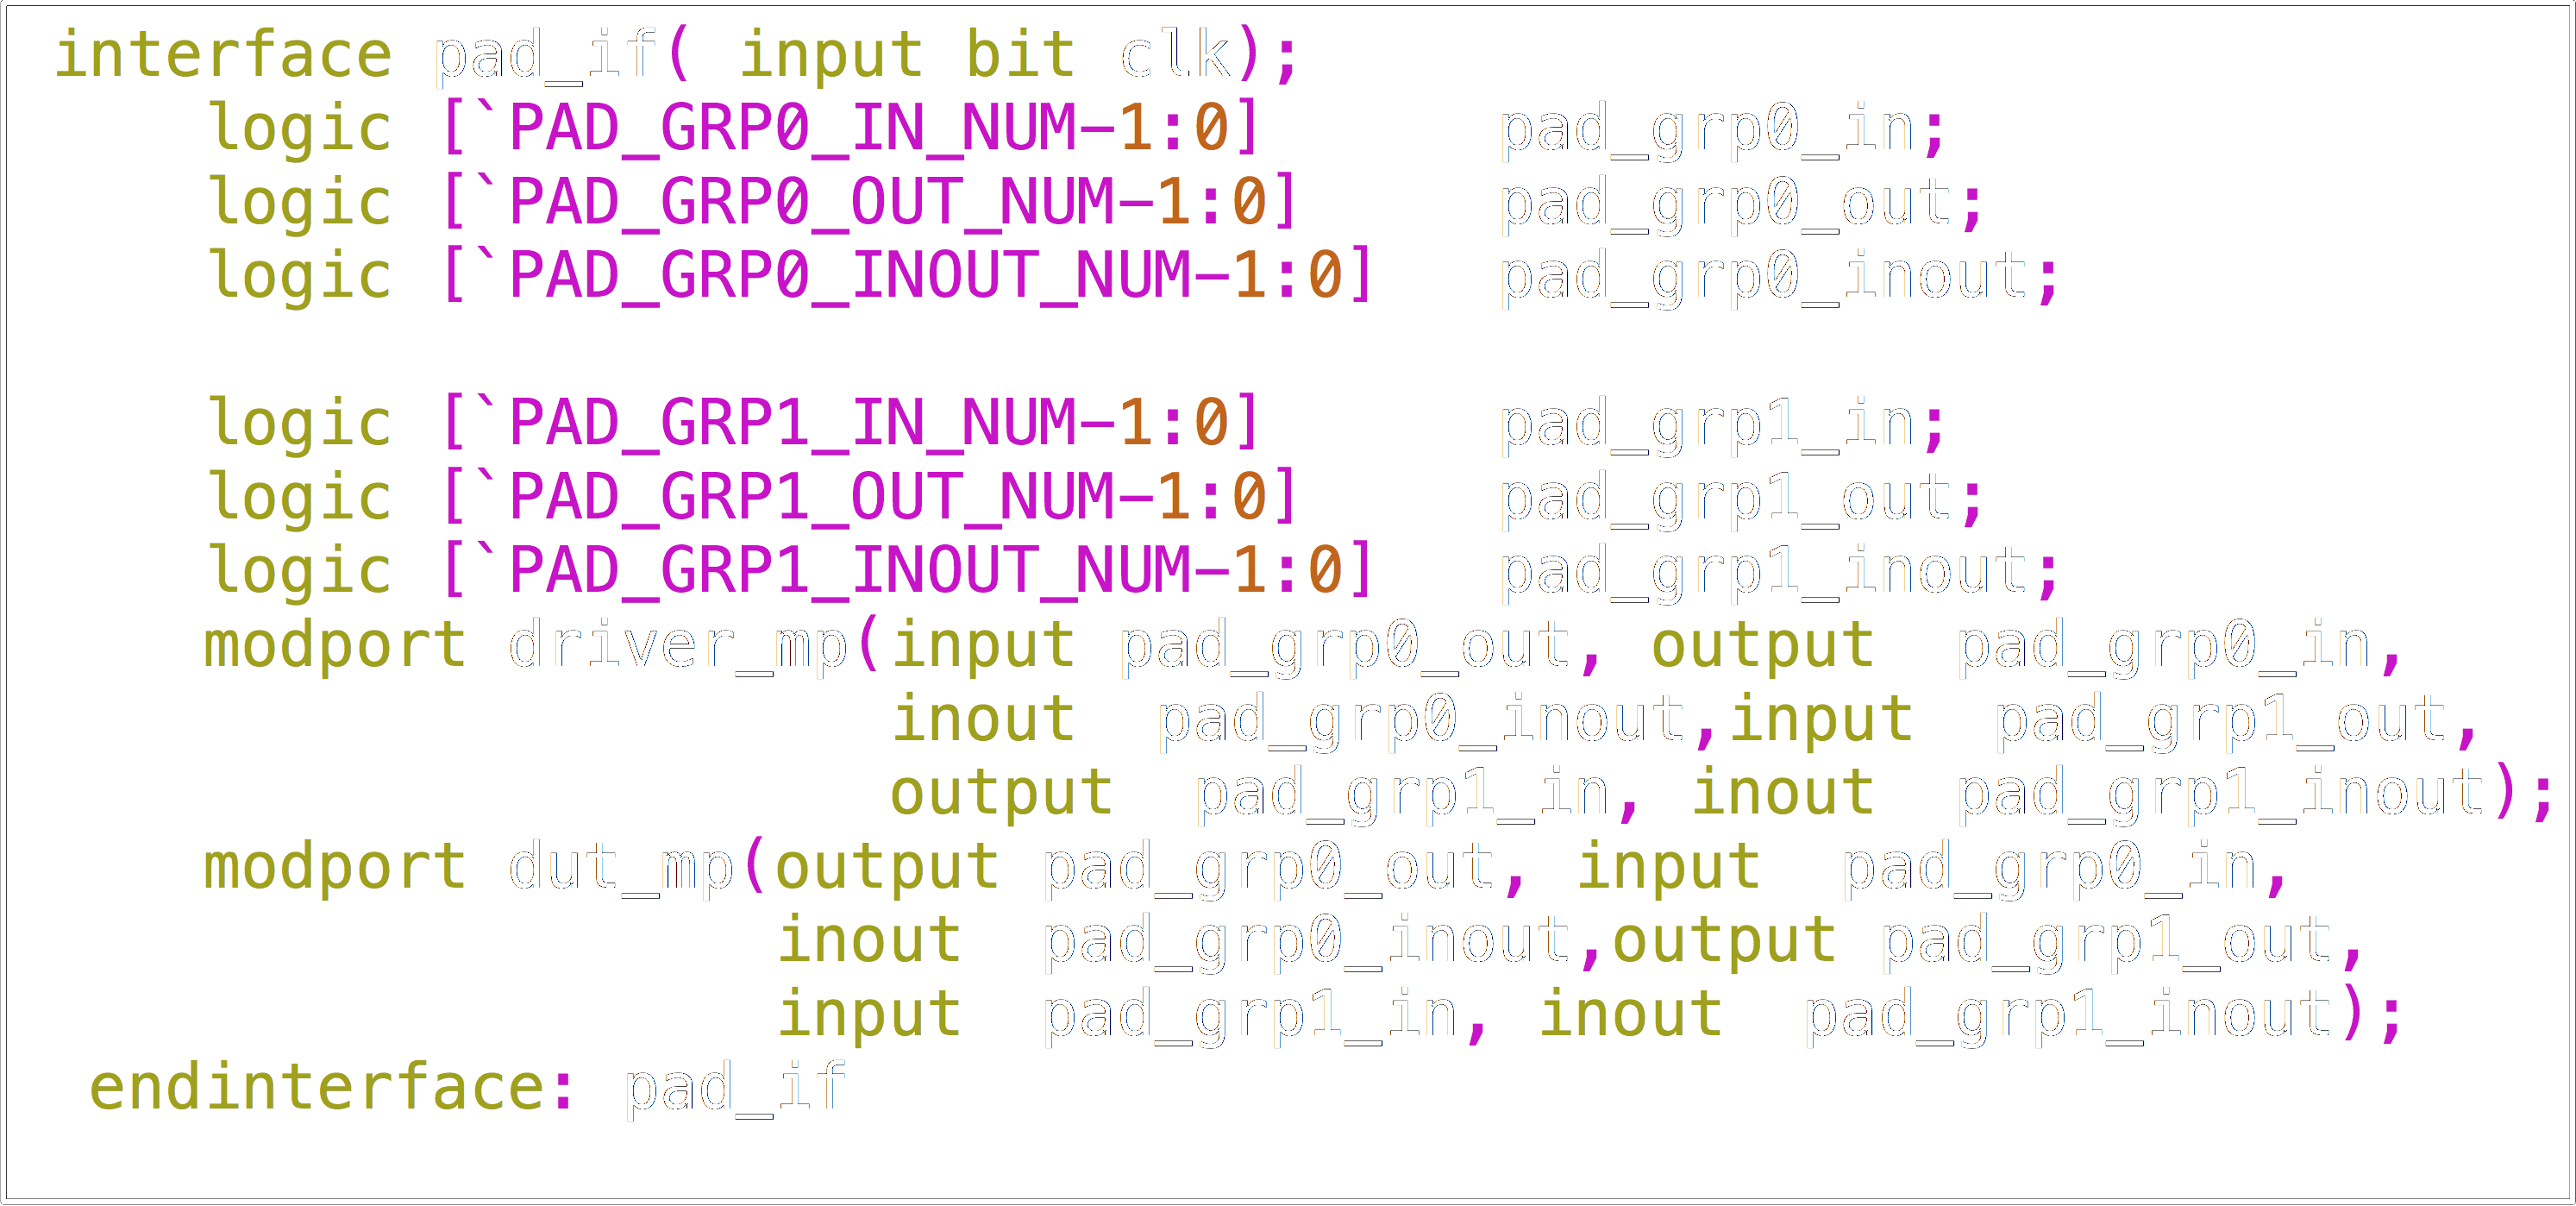 interface pad_if( input bit clk);
logic [`PAD_GRP0_IN_NUM-1:0] pad_grp0_in;
logic [`PAD_GRP0_OUT_NUM-1:0] pad_grp0_out;
logic [`PAD_GRP0_INOUT_NUM-1:0] pad_grp0_inout;
logic [`PAD_GRP1_IN_NUM-1:0] pad_grp1_in;
logic [`PAD_GRP1_OUT_NUM-1:0] pad_grp1_out;
logic [`PAD_GRP1_INOUT_NUM-1:0] pad_grp1_inout;
modport driver_mp(input pad_grp0_out, output pad_grp0_in,
inout pad_grp0_inout,input pad_grp1_out,
output pad_grp1_in, inout pad_grp1_inout);
modport dut_mp(output pad_grp0_out, input pad_grp0_in,
inout pad_grp0_inout,output pad_grp1_out,
input pad_grp1_in, inout pad_grp1_inout);
endinterface: pad_if